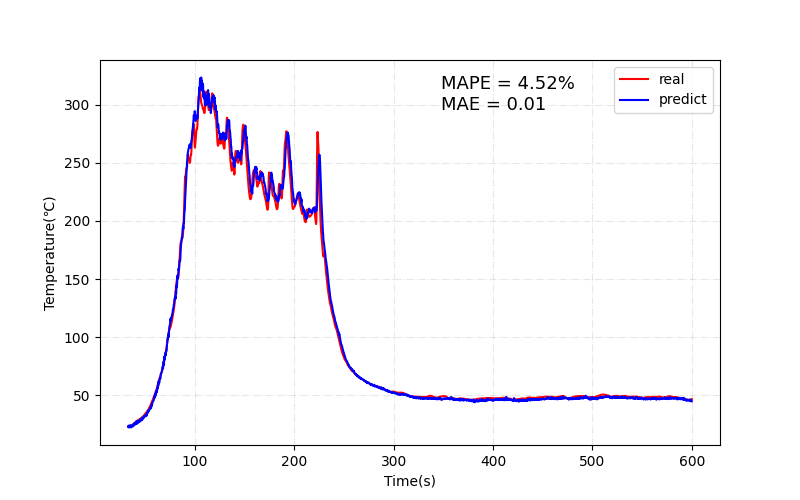 MAPE = 4.52%
MAE = 0.01
real
predict
Temperature(℃)
300
250
200
150
100
50
100
200
300
400
500
600
Time(s)